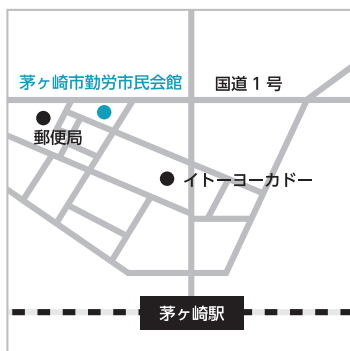 茅ヶ崎市勤労市民会館
国道1号
郵便局
イトーヨーカドー
茅ヶ崎駅